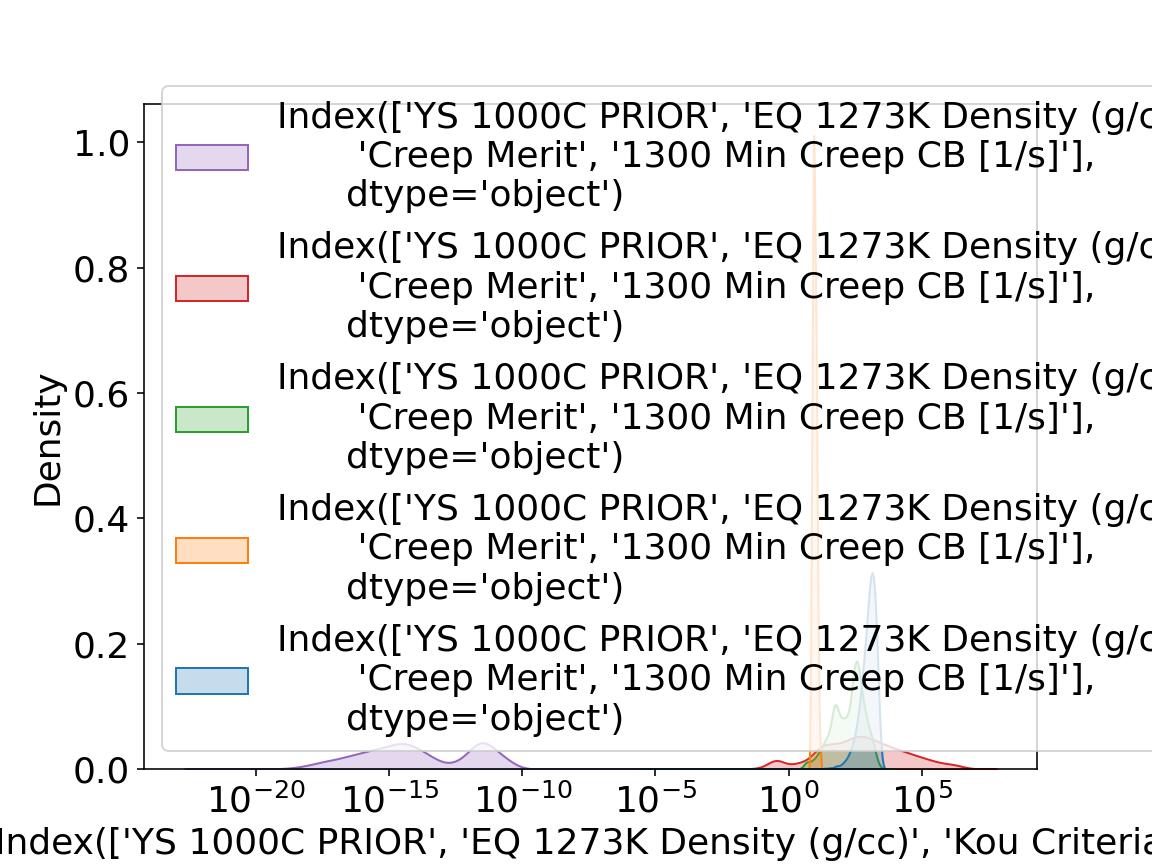 Index(['YS 1000C PRIOR', 'EQ 1273K Density (g/c
'Creep Merit', '1300 Min Creep CB [1/s]'],
dtype='object')
Index(['YS 1000C PRIOR', 'EQ 1273K Density (g/c
'Creep Merit', '1300 Min Creep CB [1/s]'],
dtype='object')
Index(['YS 1000C PRIOR', 'EQ 1273K Density (g/c
'Creep Merit', '1300 Min Creep CB [1/s]'],
dtype='object')
Index(['YS 1000C PRIOR', 'EQ 1273K Density (g/c
'Creep Merit', '1300 Min Creep CB [1/s]'],
dtype='object')
Index(['YS 1000C PRIOR', 'EQ 1273K Density (g/c
'Creep Merit', '1300 Min Creep CB [1/s]'],
dtype='object')
Density
1.0
0.8
0.6
0.4
0.2
0.0
10⁻²⁰ 10⁻¹⁵ 10⁻¹⁰ 10⁻⁵ 10⁰ 10⁵
Index(['YS 1000C PRIOR', 'EQ 1273K Density (g/cc)', 'Kou Criteria